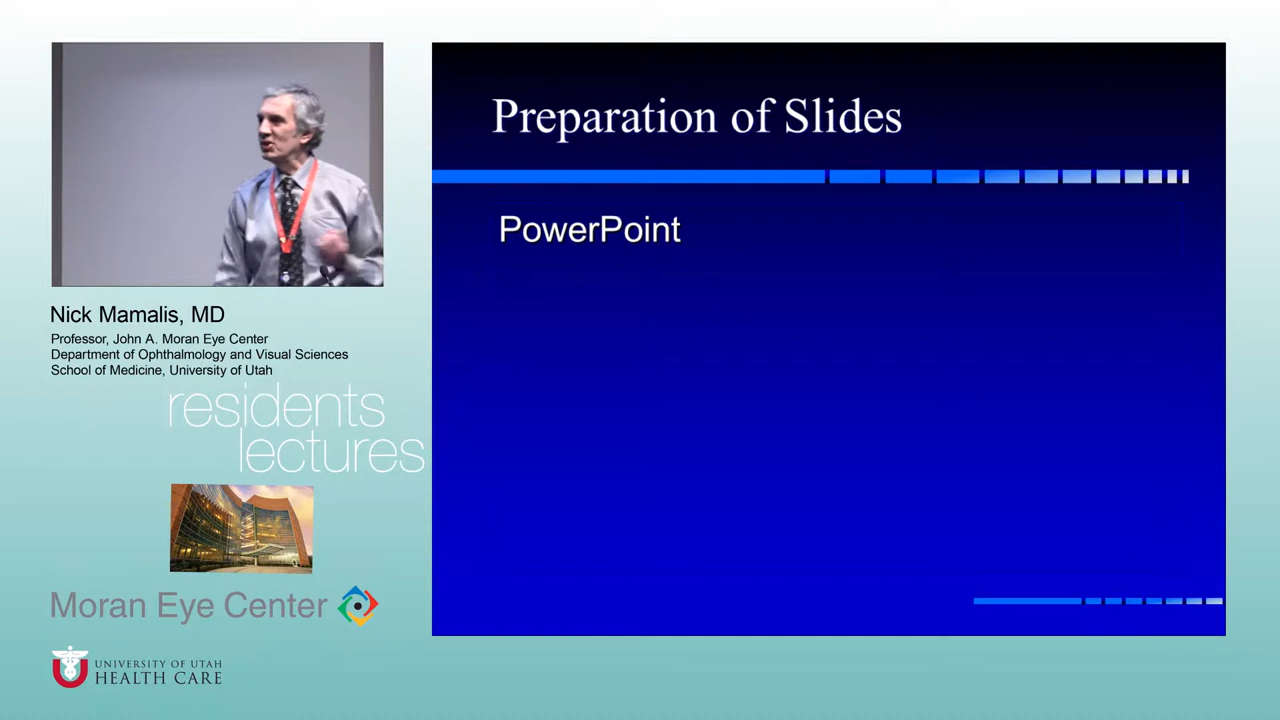 Preparation of Slides
PowerPoint
Nick Mamalis, MD
Professor, John A. Moran Eye Center
Department of Ophthalmology and Visual Sciences
School of Medicine, University of Utah
residents
lectures
Moran Eye Center
UNIVERSITY OF UTAH
HEALTH CARE